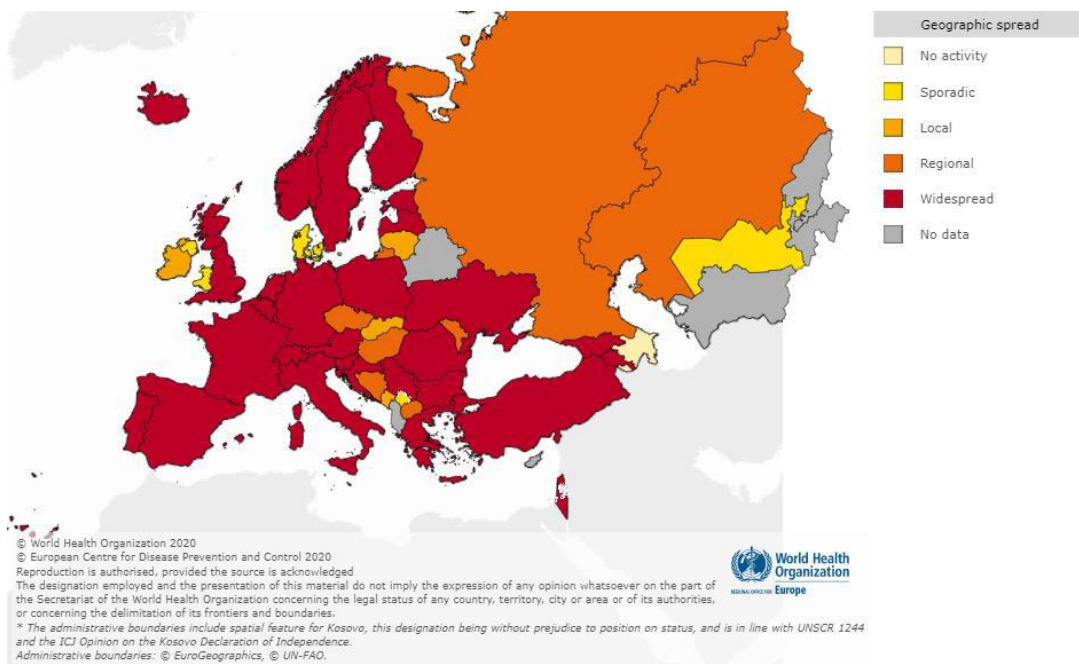 Geographic spread
No activity
Sporadic
Local
Regional
Widespread
No data
© World Health Organization 2020
© European Centre for Disease Prevention and Control 2020
Reproduction is authorised, provided the source is acknowledged
The designation employed and the presentation of this material do not imply the expression of any opinion whatsoever on the part of
the Secretariat of the World Health Organization concerning the legal status of any country, territory, city or area or of its authorities,
or concerning the delimitation of its frontiers and boundaries.
* The administrative boundaries include spatial feature for Kosovo, this designation being without prejudice to position on status, and is in line with UNSCR 1244
and the ICJ Opinion on the Kosovo Declaration of Independence.
Administrative boundaries: © EuroGeographics, © UN-FAO.
World Health
Organization
REGIONAL OFFICE FOR Europe